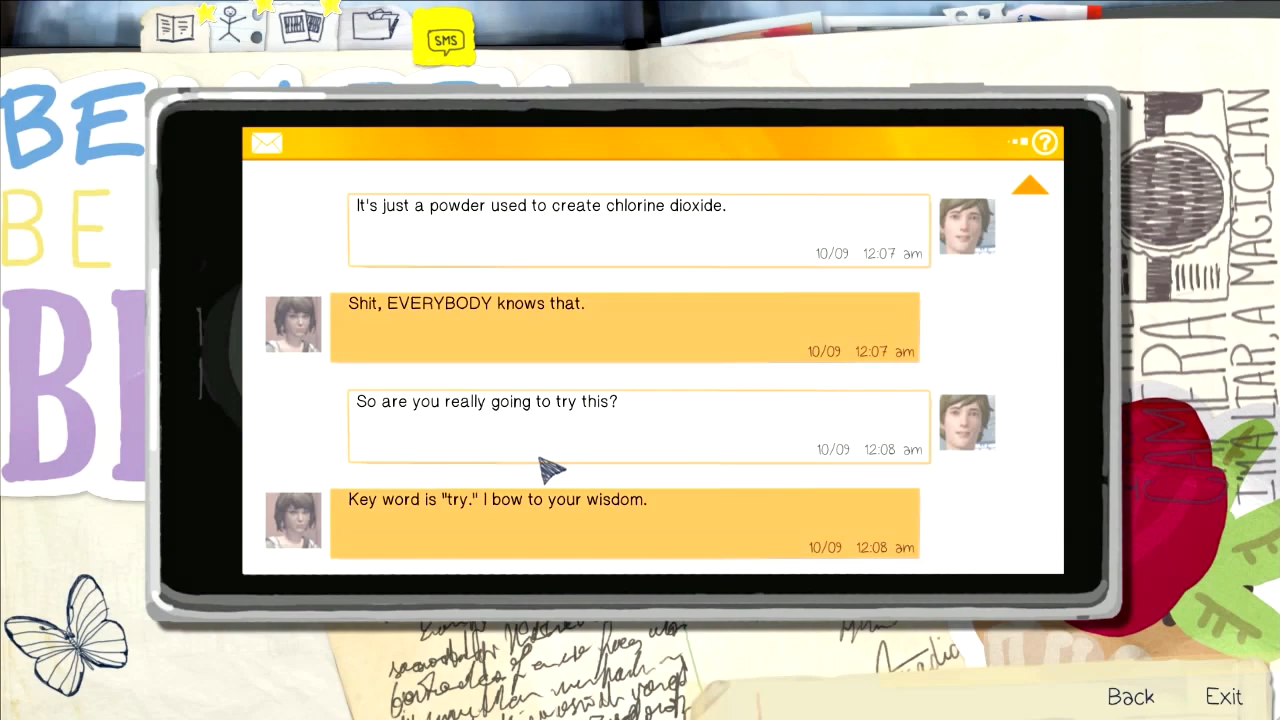 SMS
BE
BE
It's just a powder used to create chlorine dioxide.
10/09 12:07 am
Shit, EVERYBODY knows that.
10/09 12:07 am
So are you really going to try this?
10/09 12:08 am
Key word is "try." I bow to your wisdom.
10/09 12:08 am
CAMERA
I'M A LIAR, A MAGICIAN
Back
Exit